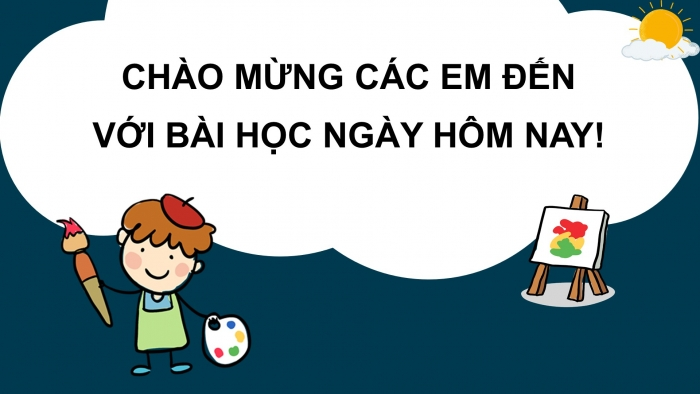 CHÀO MỪNG CÁC EM ĐẾN
VỚI BÀI HỌC NGÀY HÔM NAY!